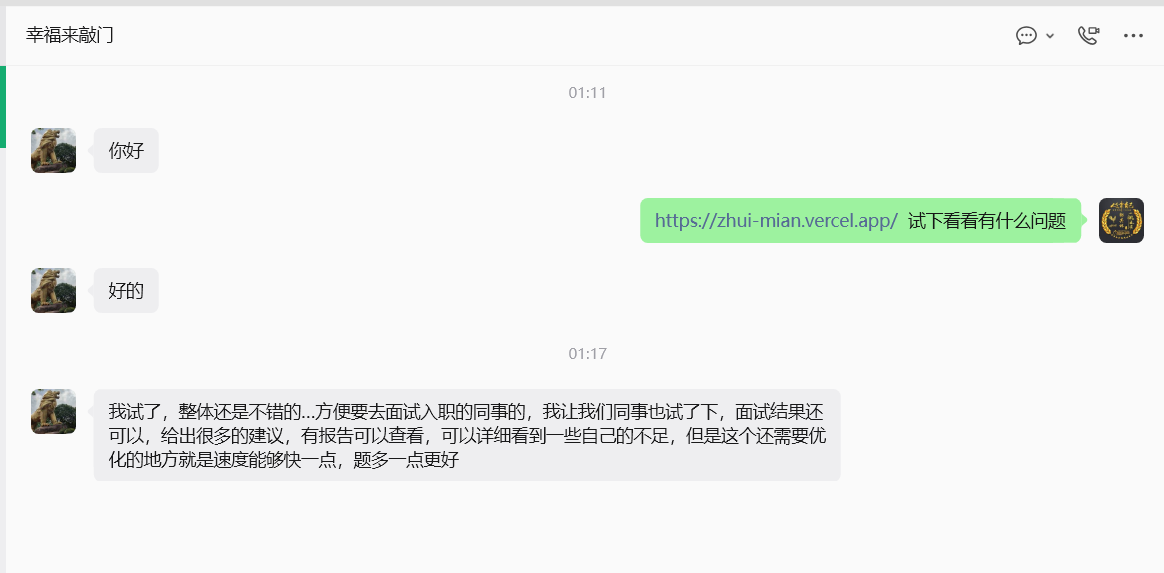 幸福来敲门
01:11
你好
https://zhui-mian.vercel.app/ 试下看看有什么问题
好的
01:17
我试了，整体还是不错的...方便要去面试入职的同事的，我让我们同事也试了下，面试结果还
可以，给出很多的建议，有报告可以查看，可以详细看到一些自己的不足，但是这个还需要优
化的地方就是速度能够快一点，题多一点更好